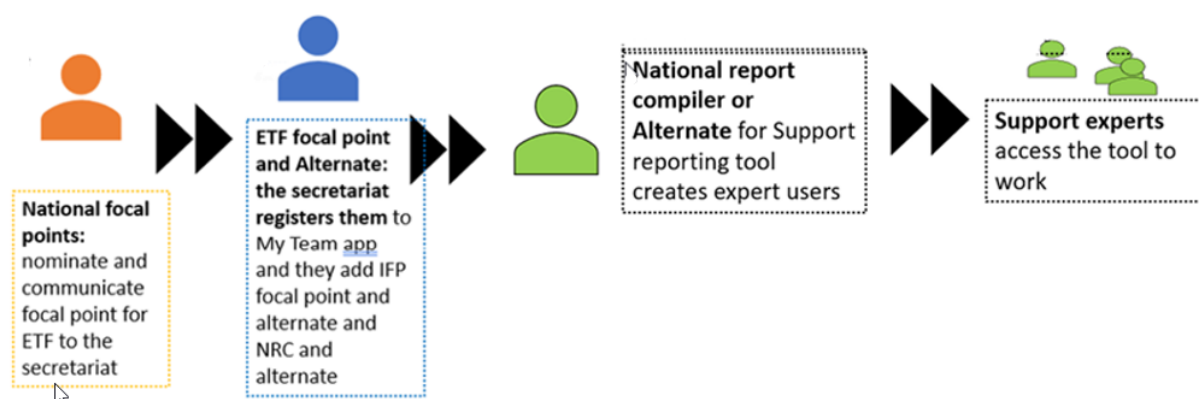 National focal
points:
nominate and
communicate
focal point for
ETF to the
secretariat
ETF focal point
and Alternate:
the secretariat
registers them to
My Team app
and they add IFP
focal point and
alternate and
NRC and
alternate
National report
compiler or
Alternate for Support
reporting tool
creates expert users
Support experts
access the tool to
work